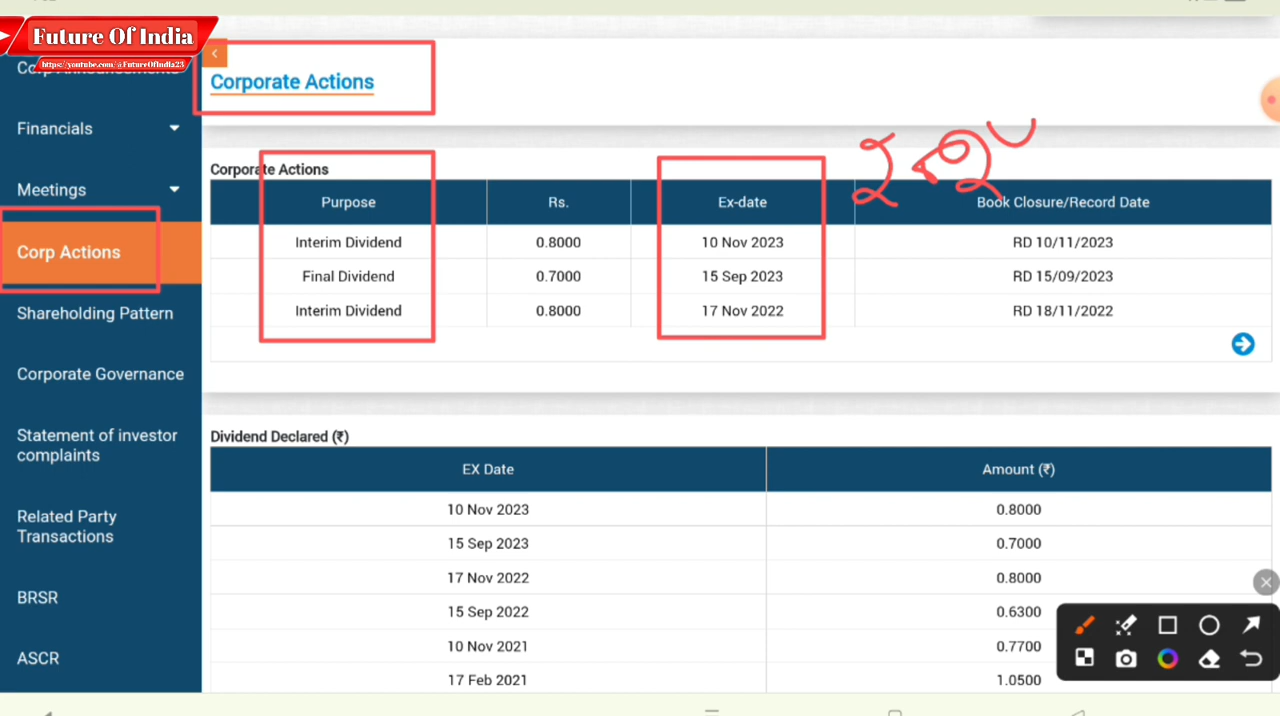 Future Of India
https://youtube.com/@FutureOfIndia23
Corp Announcements
Financials
Meetings
Corp Actions
Shareholding Pattern
Corporate Governance
Statement of investor
complaints
Related Party
Transactions
BRSR
ASCR
Corporate Actions
Corporate Actions
Purpose Rs. Ex-date Book Closure/Record Date
Interim Dividend 0.8000 10 Nov 2023 RD 10/11/2023
Final Dividend 0.7000 15 Sep 2023 RD 15/09/2023
Interim Dividend 0.8000 17 Nov 2022 RD 18/11/2022
Dividend Declared (₹)
EX Date Amount (₹)
10 Nov 2023 0.8000
15 Sep 2023 0.7000
17 Nov 2022 0.8000
15 Sep 2022 0.6300
10 Nov 2021 0.7700
17 Feb 2021 1.0500